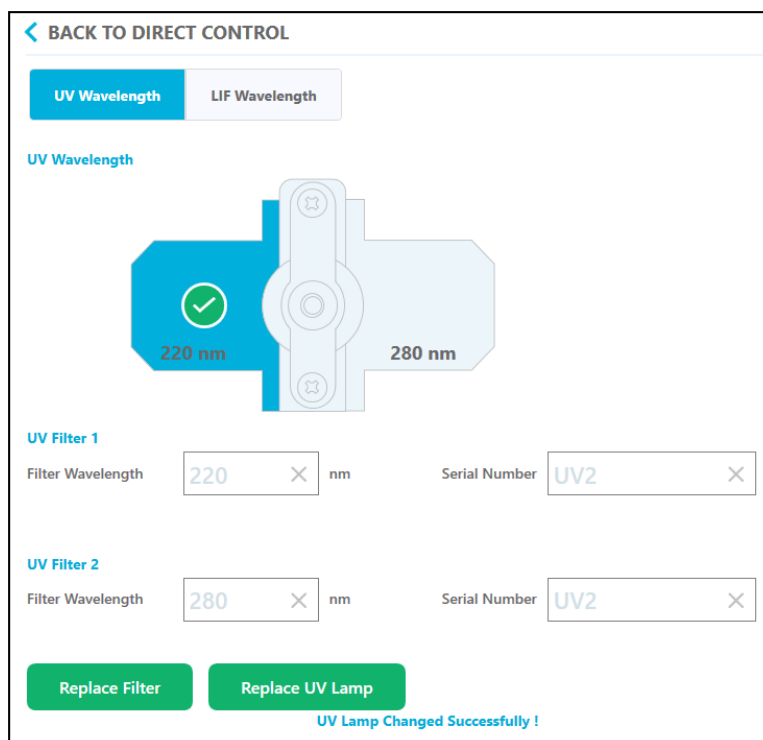 BACK TO DIRECT CONTROL
UV Wavelength LIF Wavelength
UV Wavelength
220 nm 280 nm
UV Filter 1
Filter Wavelength 220 nm Serial Number UV2
UV Filter 2
Filter Wavelength 280 nm Serial Number UV2
Replace Filter Replace UV Lamp
UV Lamp Changed Successfully !